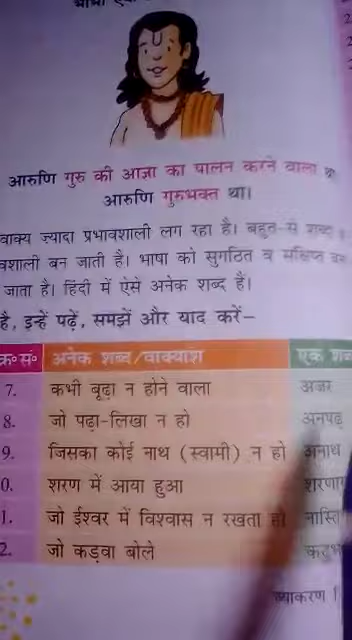 आरुणि गुरु की आज्ञा का पालन करने वाला था
आरुणि गुरुभक्त था।
वाक्य ज्यादा प्रभावशाली लग रहा है। बहुत-से शब्द
वशाली बन जाती है। भाषा को सुगठित व संक्षिप्त
जाता है। हिंदी में ऐसे अनेक शब्द हैं।
है, इन्हें पढ़ें, समझें और याद करें–
क्र॰सं॰ अनेक शब्द/वाक्यांश एक शब्द
7. कभी बूढ़ा न होने वाला अजर
8. जो पढ़ा-लिखा न हो अनपढ़
9. जिसका कोई नाथ (स्वामी) न हो अनाथ
0. शरण में आया हुआ शरणाग
1. जो ईश्वर में विश्वास न रखता हो नास्ति
2. जो कड़वा बोले कटुभ
व्याकरण